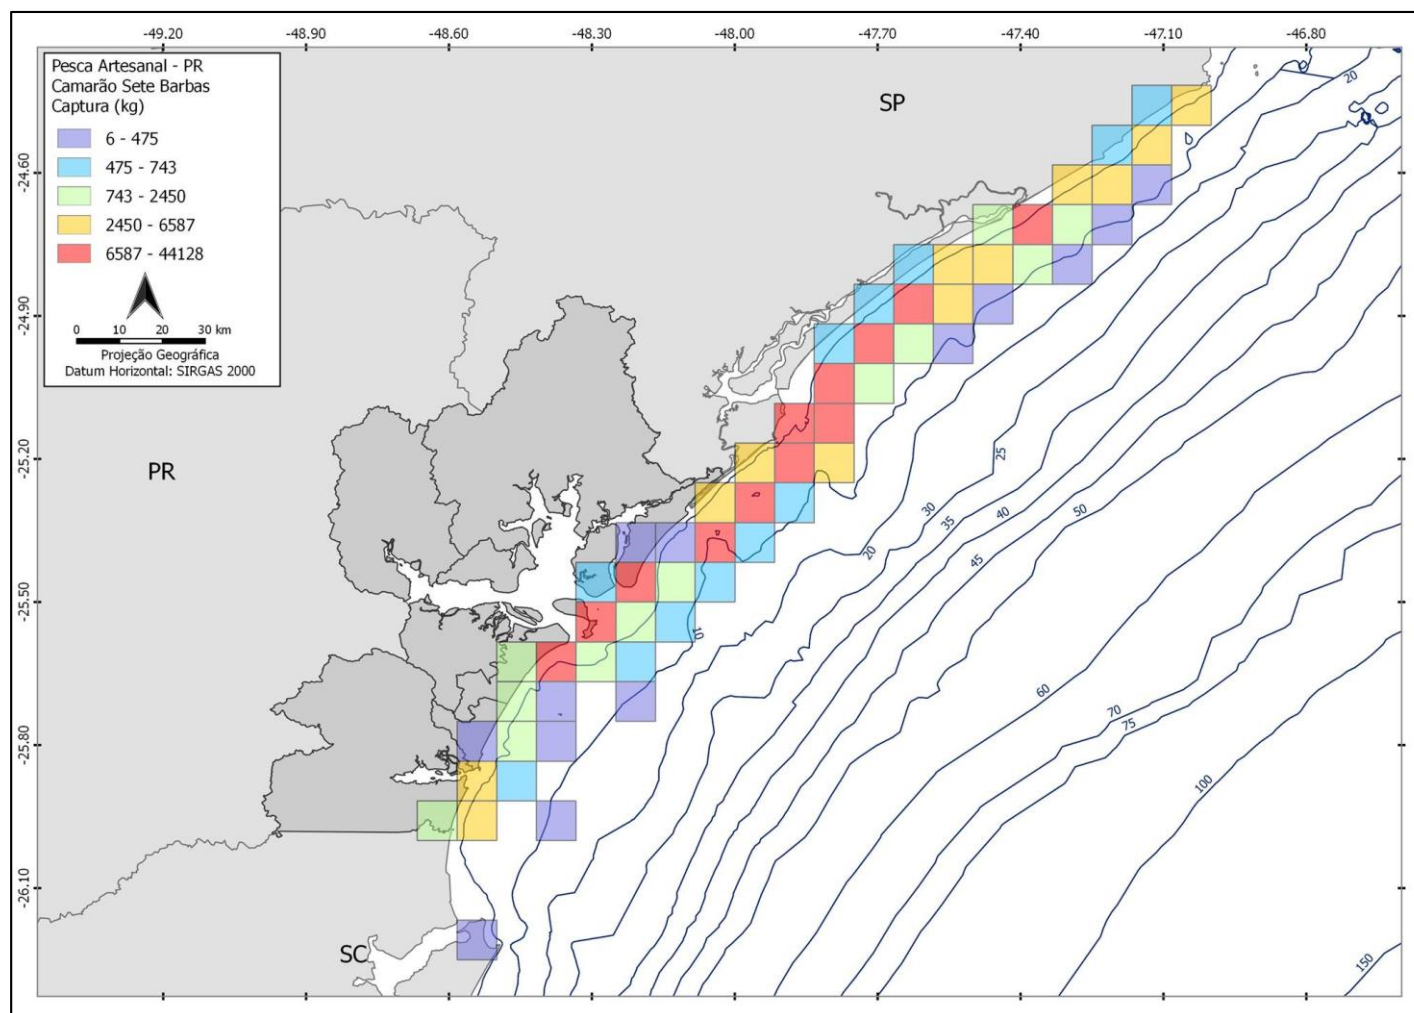 -49.20 -48.90 -48.60 -48.30 -48.00 -47.70 -47.40 -47.10 -46.80
Pesca Artesanal - PR
Camarão Sete Barbas
Captura (kg)
6 - 475
475 - 743
743 - 2450
2450 - 6587
6587 - 44128
0 10 20 30 km
Projeção Geográfica
Datum Horizontal: SIRGAS 2000
SP
PR
SC
-24.60
-24.90
-25.20
-25.50
-25.80
-26.10
20
25
30
35
40
50
45
20
10
60
70
75
100
150